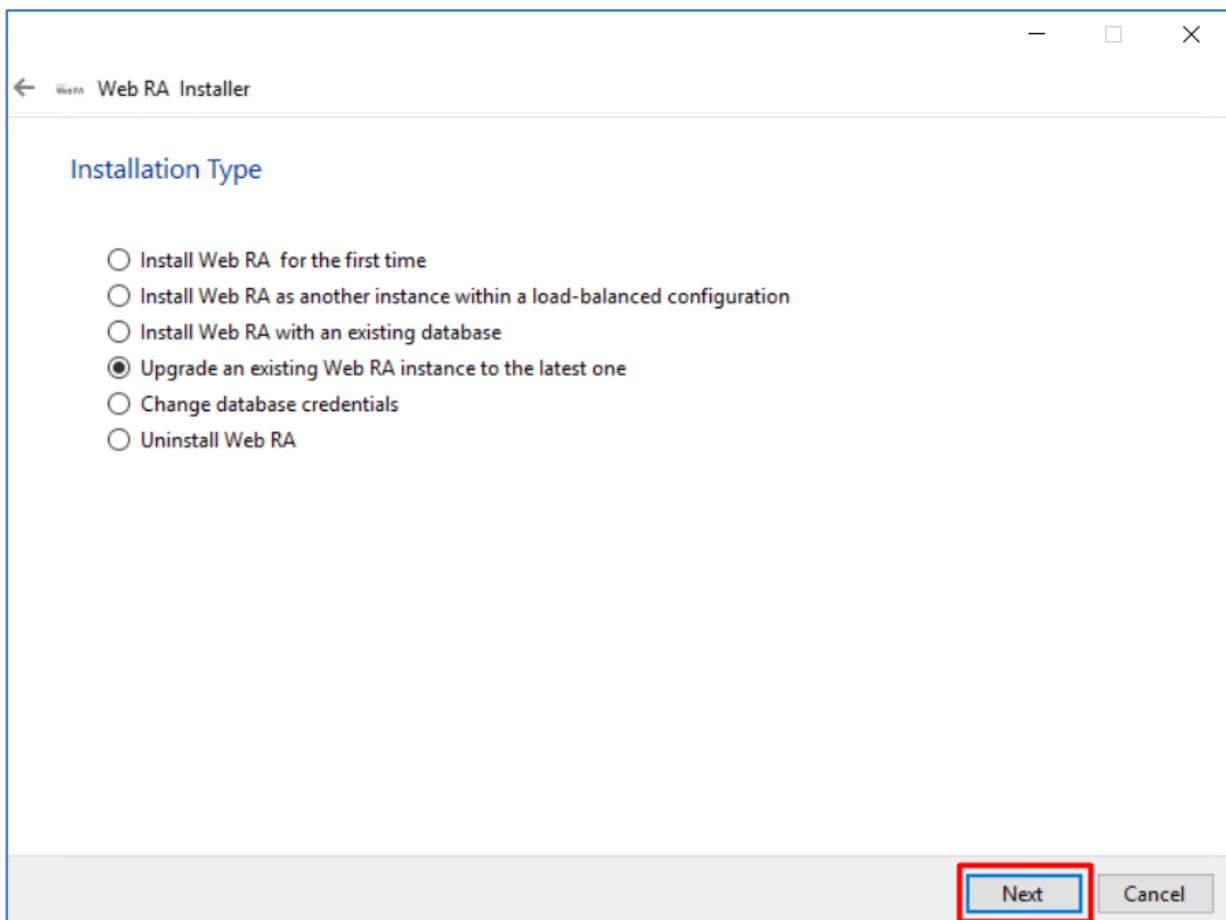 Web RA Installer
Installation Type
Install Web RA for the first time
Install Web RA as another instance within a load-balanced configuration
Install Web RA with an existing database
Upgrade an existing Web RA instance to the latest one
Change database credentials
Uninstall Web RA
Next
Cancel